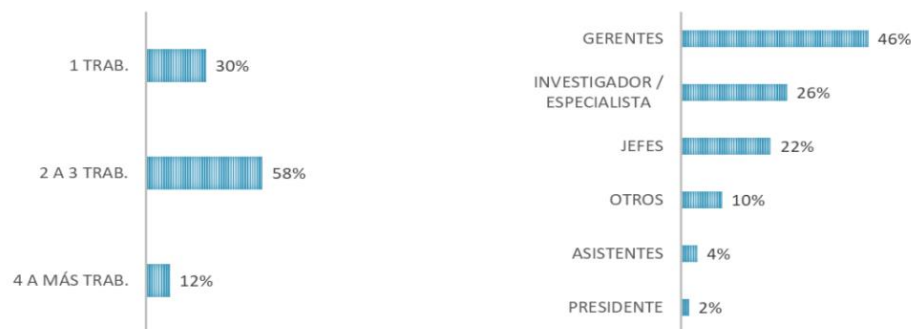 1 TRAB.
30%
2 A 3 TRAB.
58%
4 A MÁS TRAB.
12%
GERENTES
46%
INVESTIGADOR /
ESPECIALISTA
26%
JEFES
22%
OTROS
10%
ASISTENTES
4%
PRESIDENTE
2%